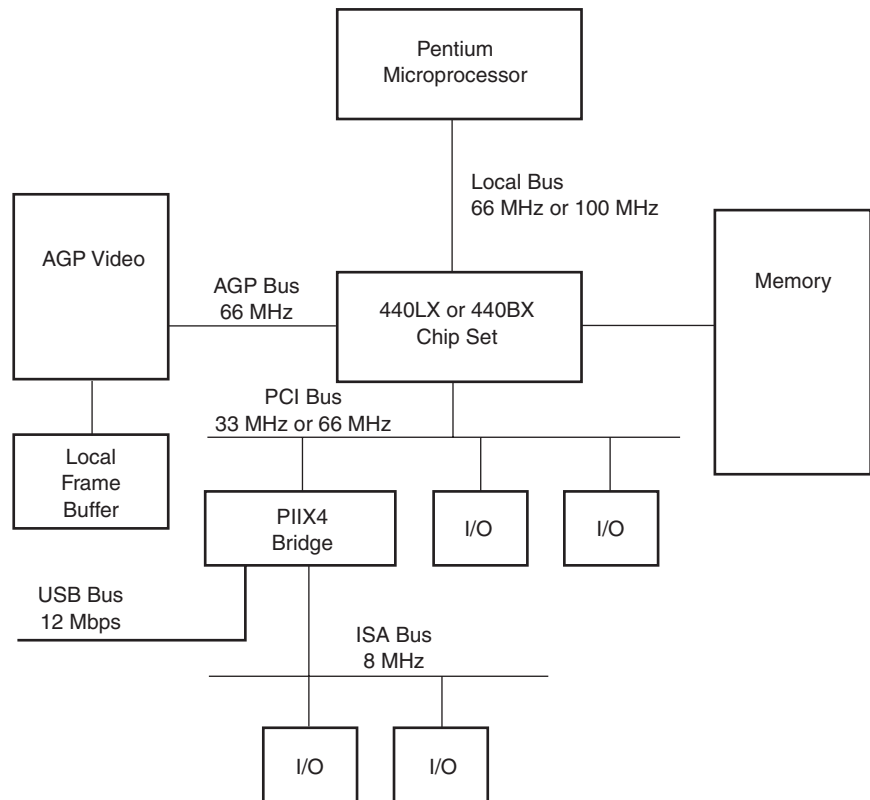 Pentium
Microprocessor
Local Bus
66 MHz or 100 MHz
AGP Video
AGP Bus
66 MHz
440LX or 440BX
Chip Set
Memory
PCI Bus
33 MHz or 66 MHz
Local
Frame
Buffer
PIIX4
Bridge
I/O
I/O
USB Bus
12 Mbps
ISA Bus
8 MHz
I/O
I/O